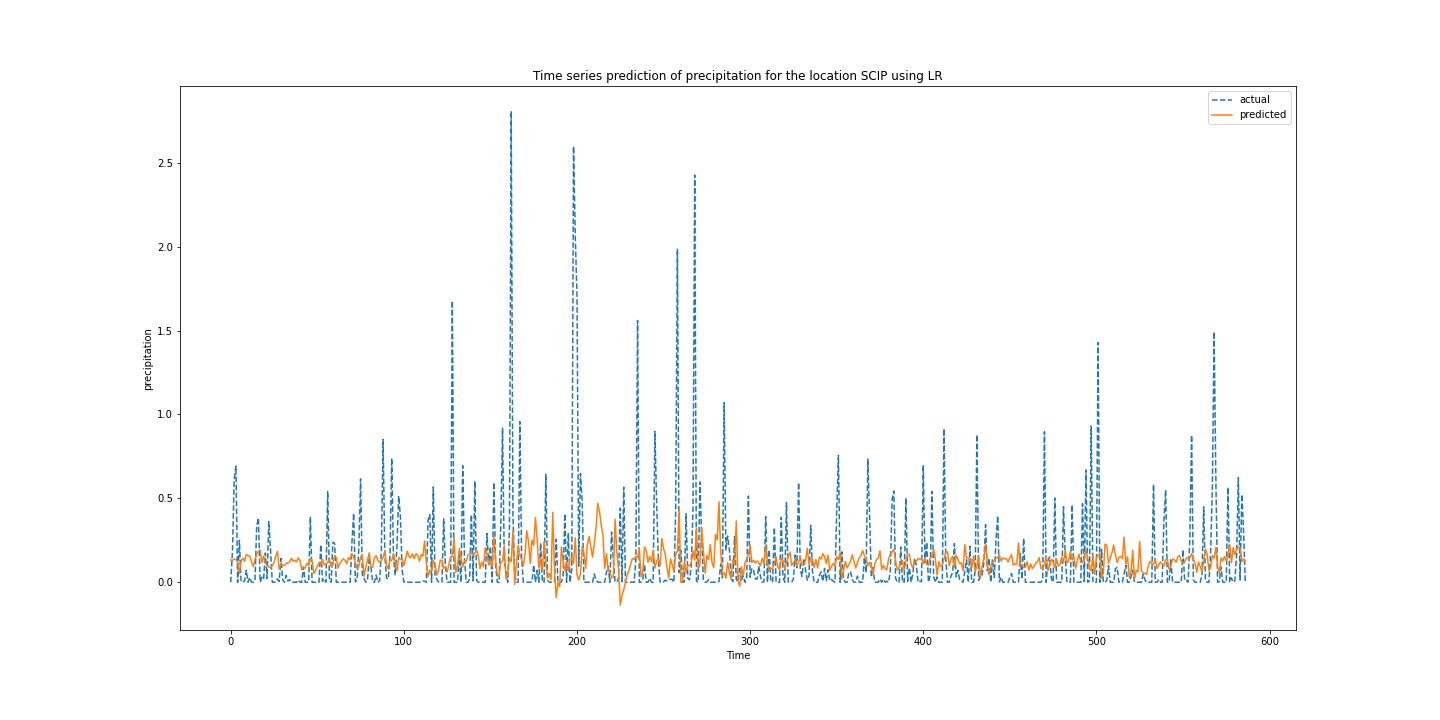 Time series prediction of precipitation for the location SCIP using LR
actual
predicted
2.5
2.0
1.5
1.0
0.5
0.0
precipitation
0 100 200 300 400 500 600
Time